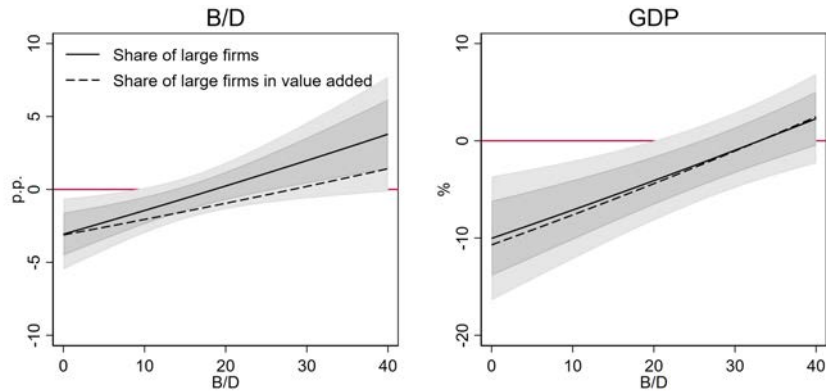 B/D
GDP
Share of large firms
Share of large firms in value added
p.p.
10
5
0
-5
-10
0 10 20 30 40
B/D
%
10
0
-10
-20
0 10 20 30 40
B/D